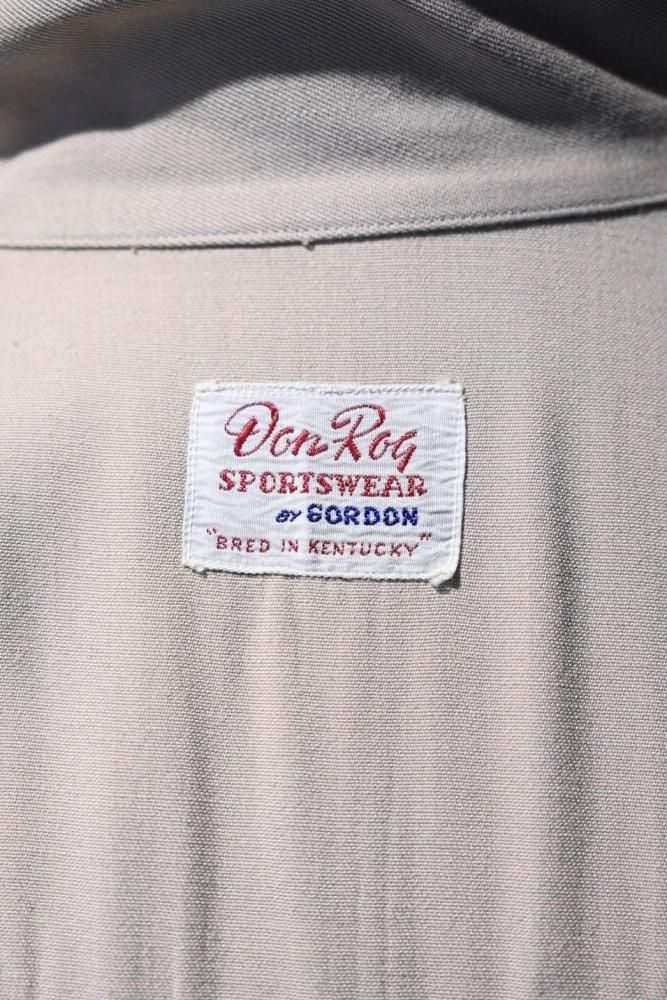 Don Rog
SPORTSWEAR
BY GORDON
"BRED IN KENTUCKY"